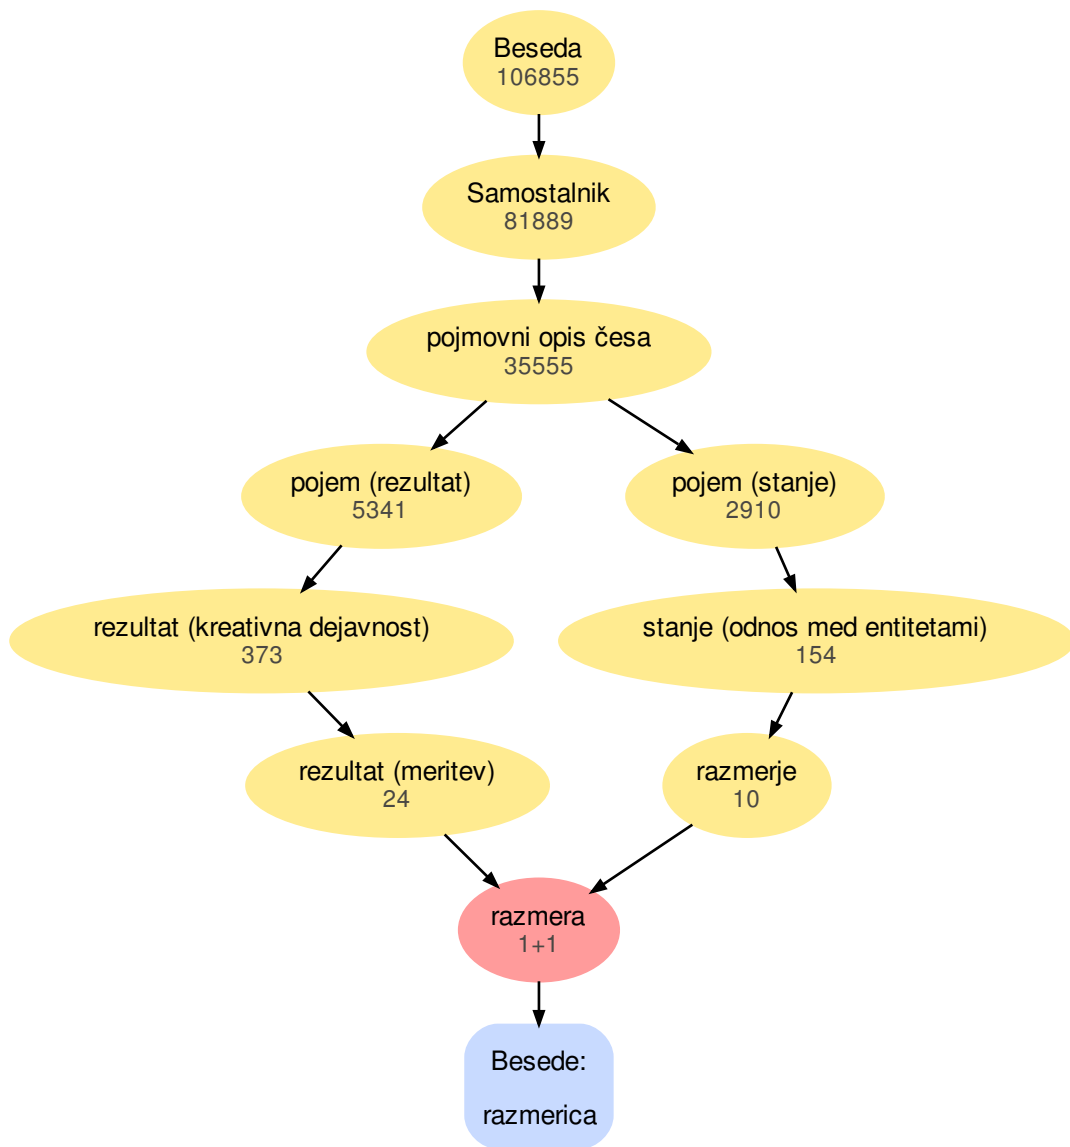 Beseda
106855
Samostalnik
81889
pojmovni opis česa
35555
pojem (rezultat)
5341
pojem (stanje)
2910
rezultat (kreativna dejavnost)
373
stanje (odnos med entitetami)
154
rezultat (meritev)
24
razmerje
10
razmera
1+1
Besede:
razmerica